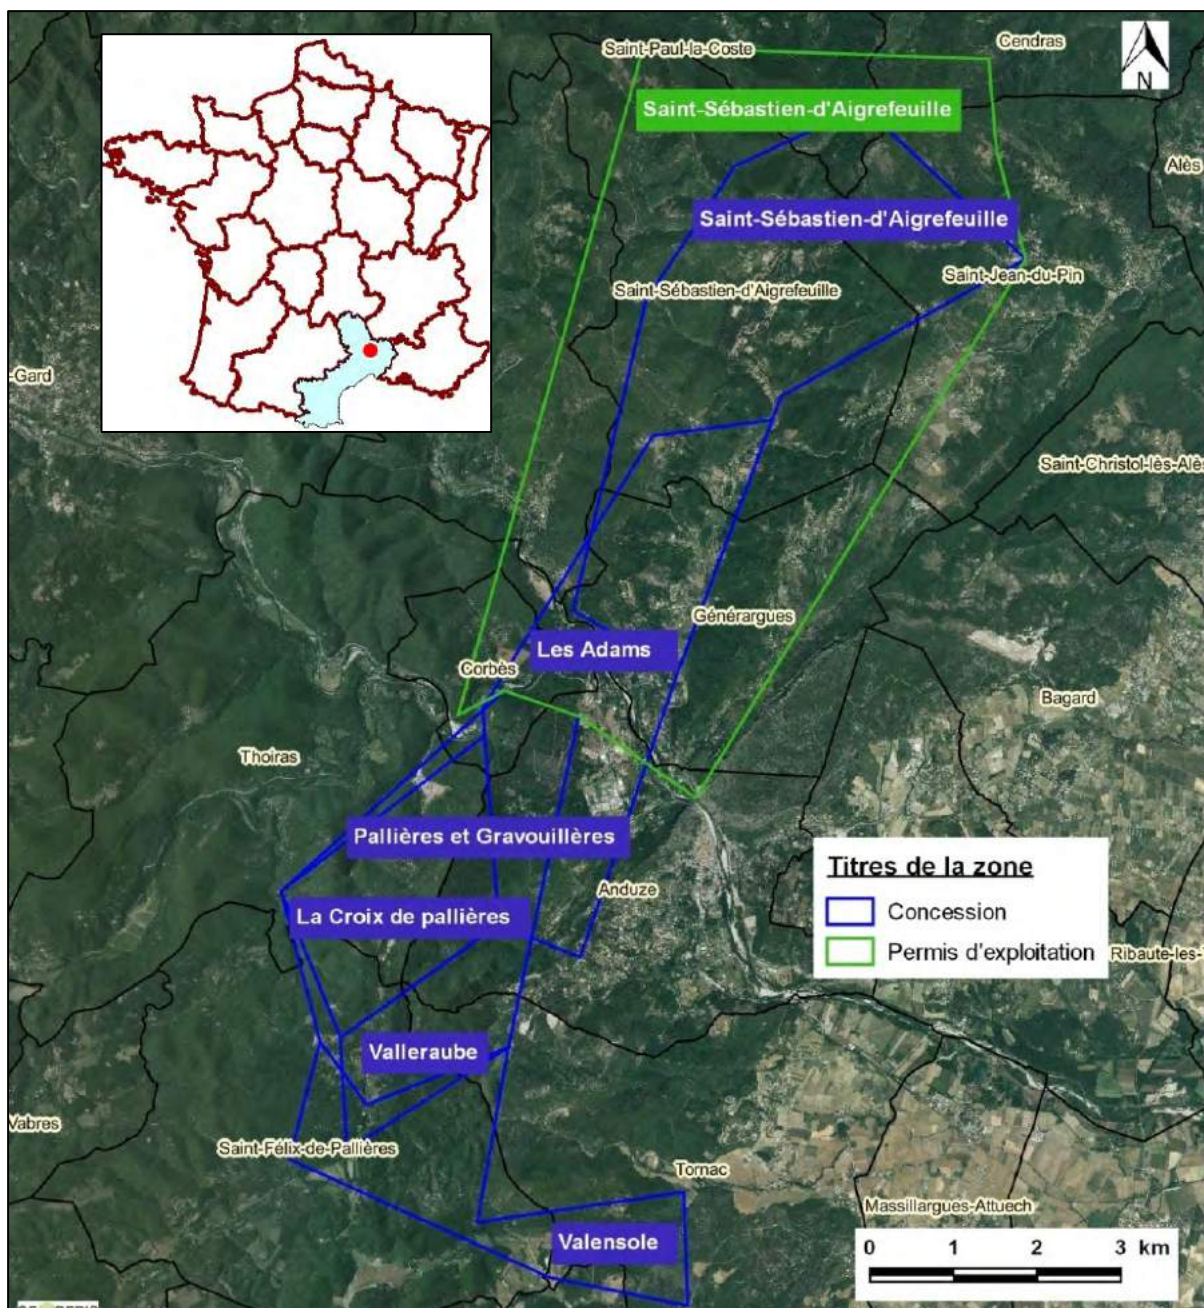 Saint-Paul-la-Coste
Cendras
N
Saint-Sébastien-d'Aigrefeuille
Alès
Saint-Sébastien-d'Aigrefeuille
Saint-Jean-du-Pin
Saint-Sébastien-d'Aigrefeuille
-Gard
Saint-Christol-lès-Alè
Générargues
Les Adams
Corbès
Bagard
Thoiras
Pallières et Gravouillères
Titres de la zone
Anduze
Concession
La Croix de pallières
Permis d'exploitation
Ribaute-les-
Valleraube
Vabres
Saint-Félix-de-Pallières
Tornac
Massillargues-Attuech
Valensole
0 1 2 3 km